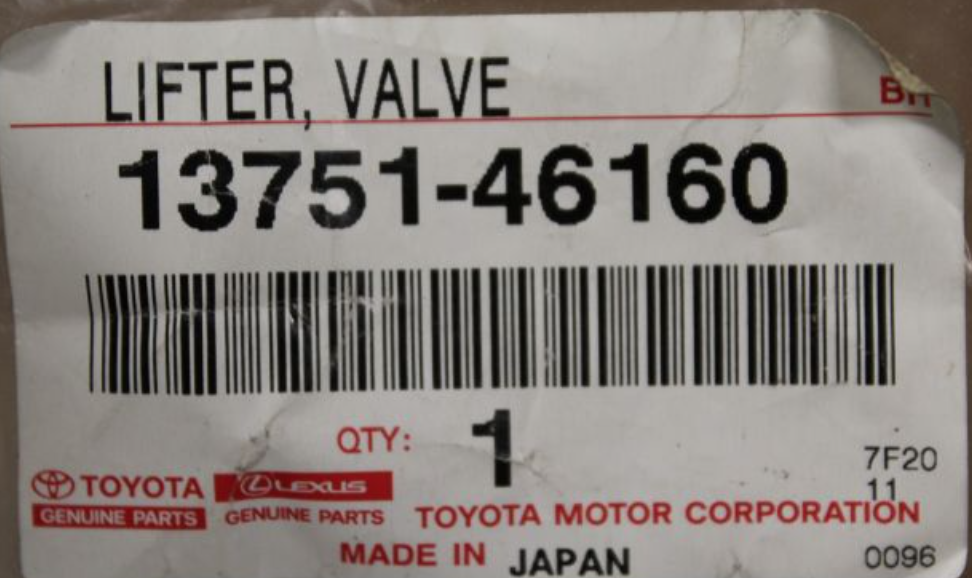 LIFTER, VALVE
13751-46160
QTY: 1
7F20
11
TOYOTA LEXUS
GENUINE PARTS GENUINE PARTS
TOYOTA MOTOR CORPORATION
MADE IN JAPAN
0096